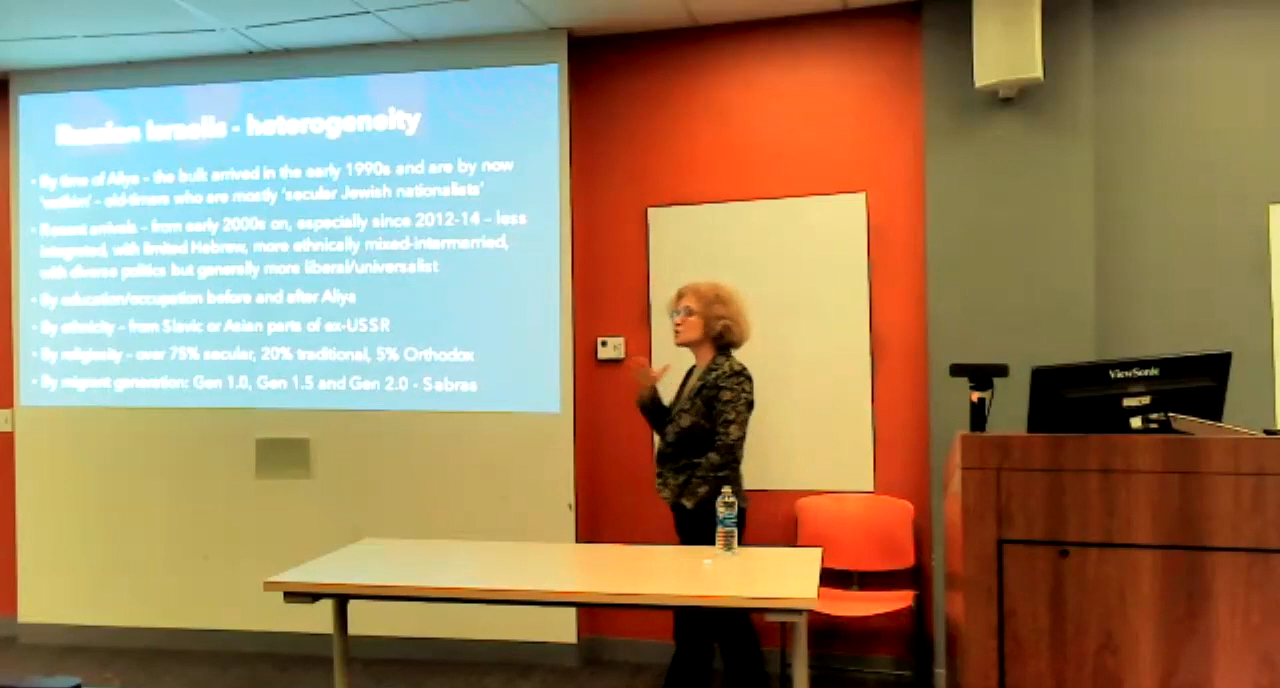 Russian Israelis - heterogeneity
• By time of Aliya - the bulk arrived in the early 1990s and are by now
'vatikim' - old-timers who are mostly 'secular Jewish nationalists'
• Recent arrivals - from early 2000s on, especially since 2012-14 - less
integrated, with limited Hebrew, more ethnically mixed-intermarried,
with diverse politics but generally more liberal/universalist
• By education/occupation before and after Aliya
• By ethnicity - from Slavic or Asian parts of ex-USSR
• By religiosity - over 75% secular, 20% traditional, 5% Orthodox
• By migrant generation: Gen 1.0, Gen 1.5 and Gen 2.0 - Sabras
ViewSonic